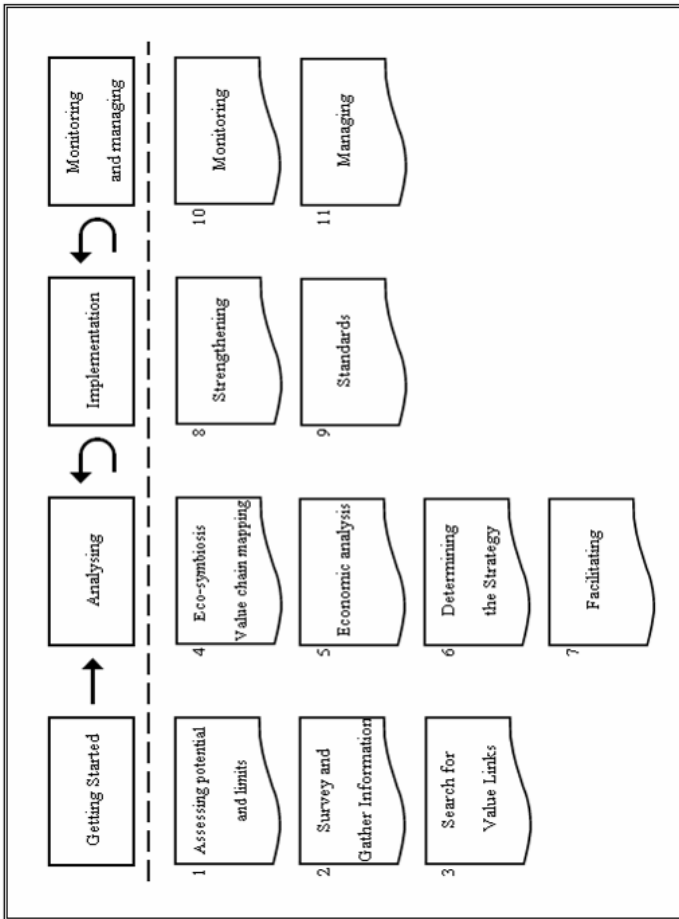 Getting Started
Analysing
Implementation
Monitoring
and managing
1
Assessing potential
and limits
2
Survey and
Gather Information
3
Search for
Value Links
4
Eco-symbiosis
Value chain mapping
5
Economic analysis
6
Determining
the Strategy
7
Facilitating
8
Strengthening
9
Standards
10
Monitoring
11
Managing